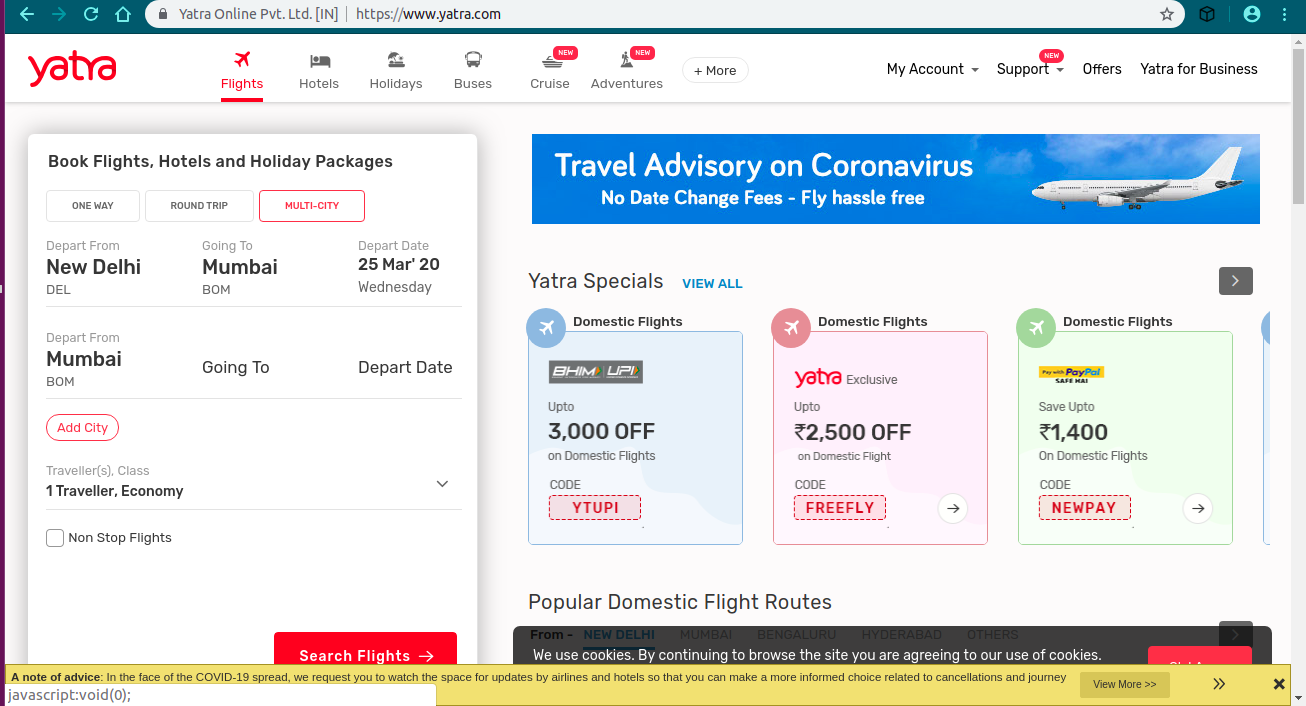 Yatra Online Pvt. Ltd. [IN] | https://www.yatra.com
yatra
Flights
Hotels
Holidays
Buses
NEW
Cruise
NEW
Adventures
+ More
My Account
NEW
Support
Offers
Yatra for Business
Book Flights, Hotels and Holiday Packages
ONE WAY
ROUND TRIP
MULTI-CITY
Depart From
New Delhi
DEL
Going To
Mumbai
BOM
Depart Date
25 Mar' 20
Wednesday
Depart From
Mumbai
BOM
Going To
Depart Date
Add City
Traveller(s), Class
1 Traveller, Economy
Non Stop Flights
Search Flights
Travel Advisory on Coronavirus
No Date Change Fees - Fly hassle free
Yatra Specials VIEW ALL
Domestic Flights
BHIM UPI
Upto
3,000 OFF
on Domestic Flights
CODE
YTUPI
Domestic Flights
yatra Exclusive
Upto
₹2,500 OFF
on Domestic Flight
CODE
FREEFLY
Domestic Flights
Pay with PayPal
SAFE HAI
Save Upto
₹1,400
On Domestic Flights
CODE
NEWPAY
Popular Domestic Flight Routes
From - NEW DELHI MUMBAI BENGALURU HYDERABAD OTHERS
We use cookies. By continuing to browse the site you are agreeing to our use of cookies.
A note of advice: In the face of the COVID-19 spread, we request you to watch the space for updates by airlines and hotels so that you can make a more informed choice related to cancellations and journey
View More >>
javascript:void(0);